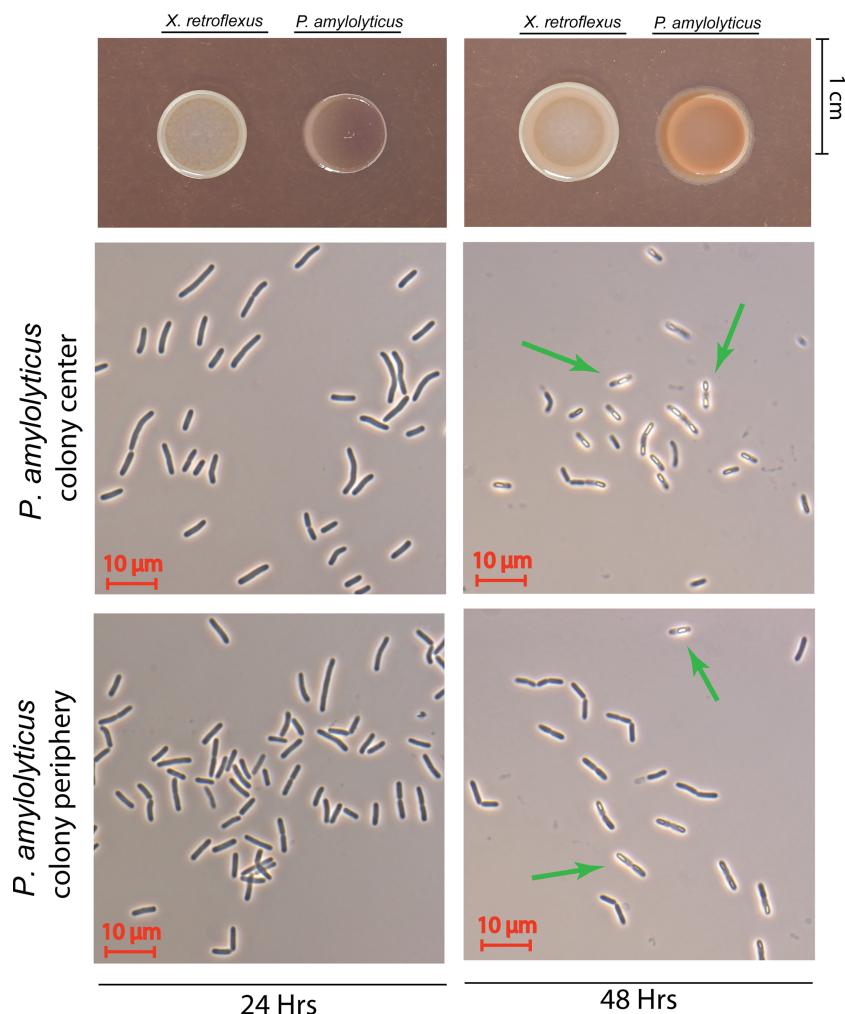 X. retroflexus
P. amylolyticus
X. retroflexus
P. amylolyticus
1 cm
P. amylolyticus
colony center
10 µm
10 µm
P. amylolyticus
colony periphery
10 µm
10 µm
24 Hrs
48 Hrs